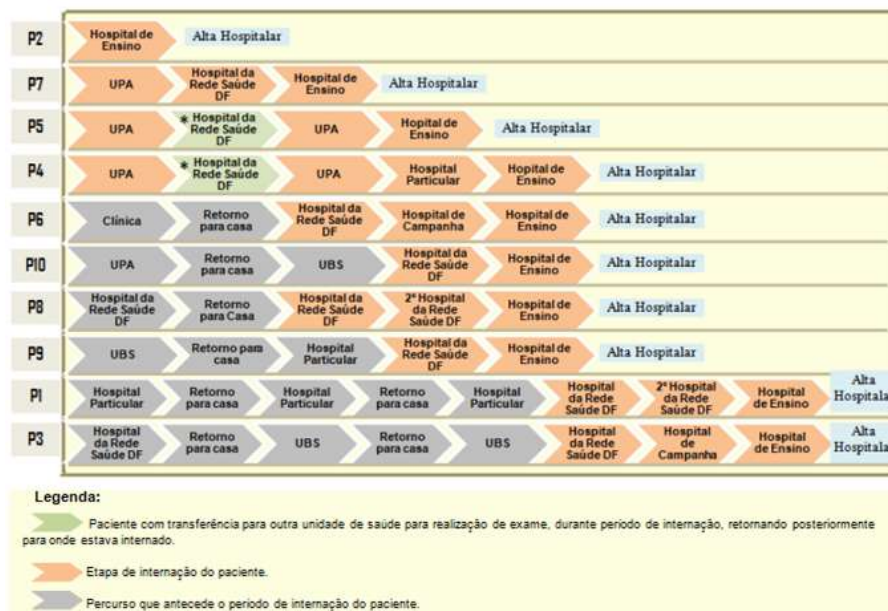 P2
Hospital de
Ensino
Alta Hospitalar
P7
UPA
Hospital da
Rede Saúde
DF
Hospital de
Ensino
Alta Hospitalar
P5
UPA
* Hospital da
Rede Saúde
DF
UPA
Hopital de
Ensino
Alta Hospitalar
P4
UPA
* Hospital da
Rede Saúde
DF
UPA
Hospital
Particular
Hopital de
Ensino
Alta Hospitalar
P6
Clínica
Retorno
para casa
Hospital da
Rede Saúde
DF
Hospital de
Campanha
Hospital de
Ensino
Alta Hospitalar
P10
UPA
Retorno
para casa
UBS
Hospital da
Rede Saúde
DF
Hospital de
Ensino
Alta Hospitalar
P8
Hospital da
Rede Saúde
DF
Retorno
para Casa
Hospital da
Rede Saúde
DF
2º Hospital
da Rede
Saúde DF
Hospital de
Ensino
Alta Hospitalar
P9
UBS
Retorno para
casa
Hospital
Particular
Hospital da
Rede Saúde
DF
Hospital de
Ensino
Alta Hospitalar
P1
Hospital
Particular
Retorno
para casa
Hospital
Particular
Retorno
para casa
Hospital
Particular
Hospital
da Rede
Saúde DF
2º Hospital
da Rede
Saúde DF
Hospital
de Ensino
Alta
Hospitalar
P3
Hospital
da Rede
Saúde DF
Retorno
para casa
UBS
Retorno
para casa
UBS
Hospital
da Rede
Saúde DF
Hospital
de
Campanha
Hospital
de Ensino
Alta
Hospitalar
Legenda:
Paciente com transferência para outra unidade de saúde para realização de exame, durante período de internação, retornando posteriormente
para onde estava internado.
Etapa de internação do paciente.
Percurso que antecede o período de internação do paciente.